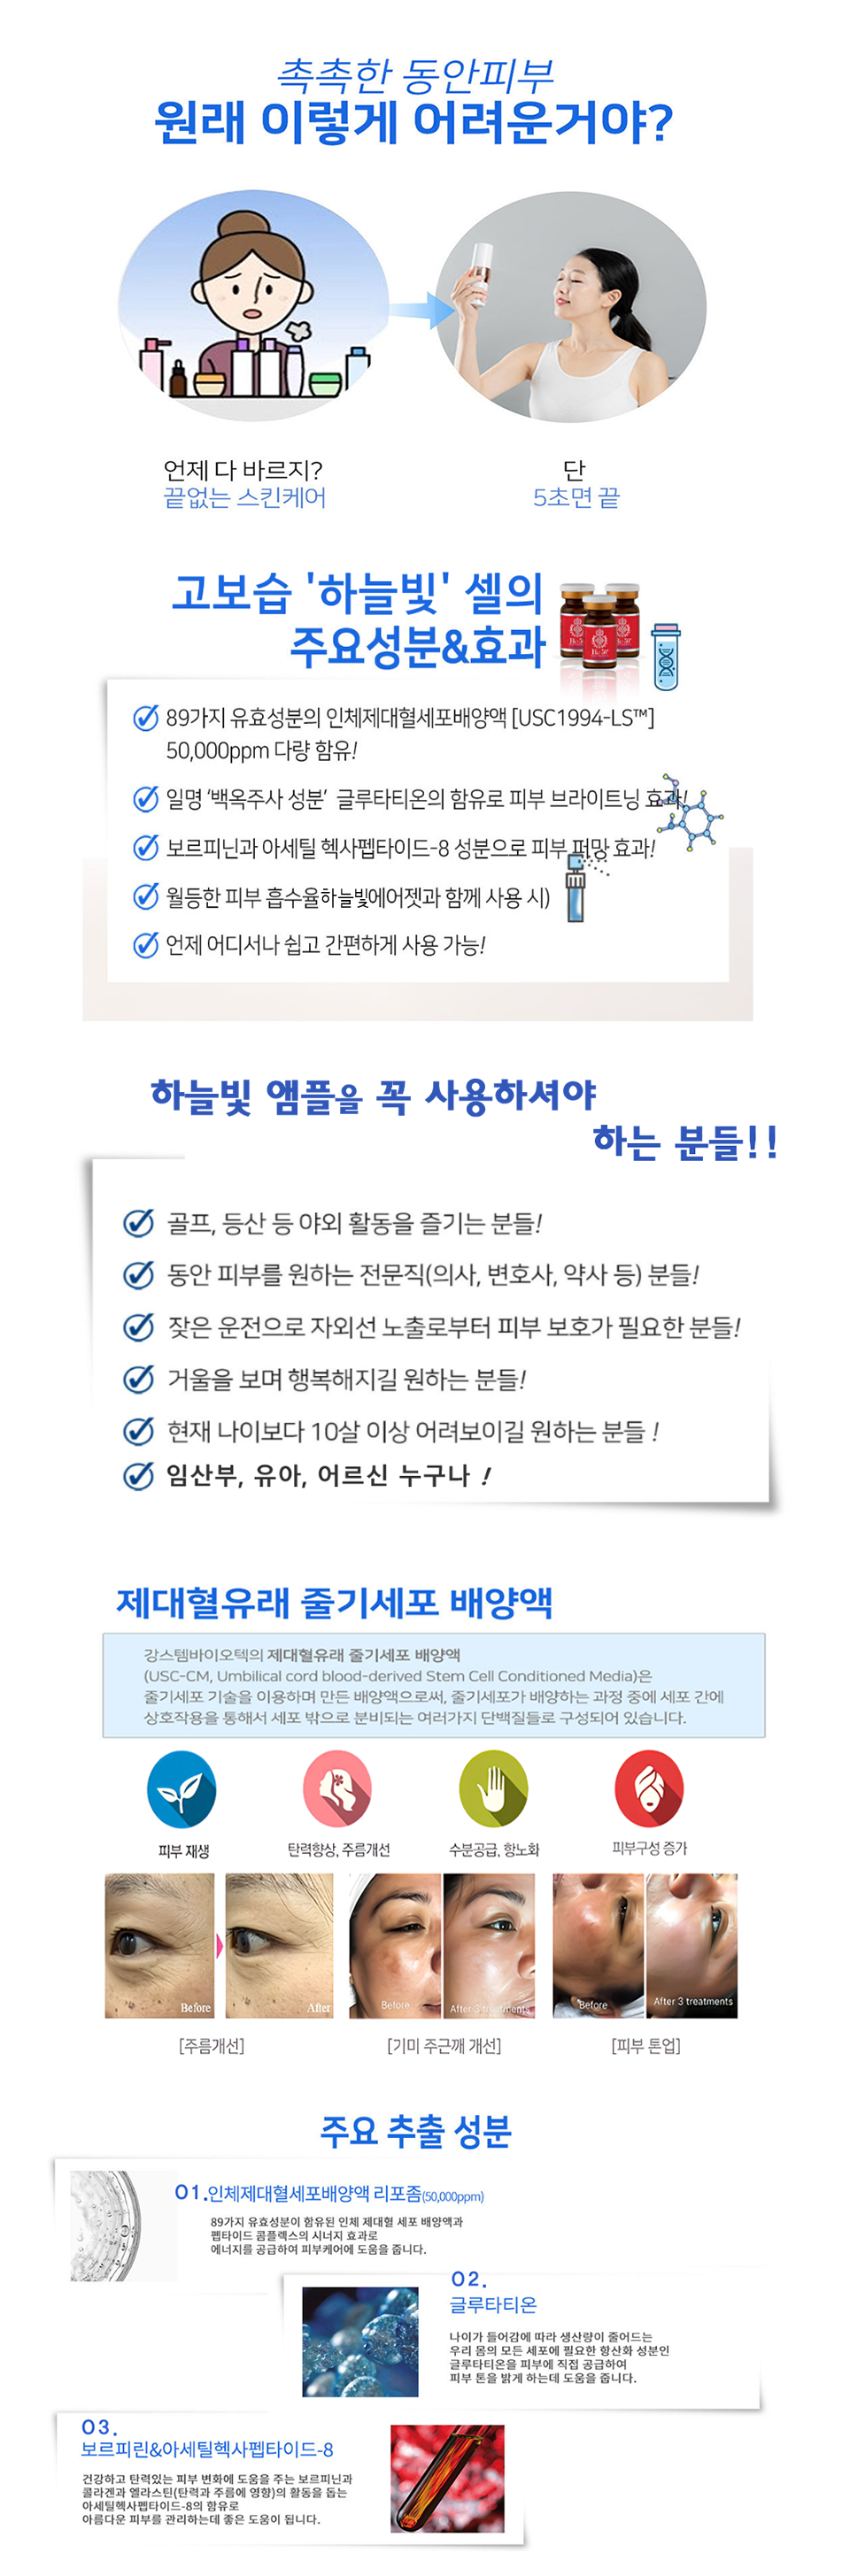 촉촉한 동안피부
원래 이렇게 어려운거야?
언제 다 바르지?
끝없는 스킨케어
단
5초면 끝
고보습 '하늘빛' 셀의
주요성분&효과
89가지 유효성분의 인체제대혈세포배양액 [USC1994-LS™]
50,000ppm 다량 함유!
일명 ‘백옥주사 성분’ 글루타티온의 함유로 피부 브라이트닝 효과!
보르피닌과 아세틸 헥사펩타이드-8 성분으로 피부 퍼망 효과!
월등한 피부 흡수율하늘빛에어젯과 함께 사용 시)
언제 어디서나 쉽고 간편하게 사용 가능!
하늘빛 앰플을 꼭 사용하셔야
하는 분들!!
골프, 등산 등 야외 활동을 즐기는 분들!
동안 피부를 원하는 전문직(의사, 변호사, 약사 등) 분들!
잦은 운전으로 자외선 노출로부터 피부 보호가 필요한 분들!
거울을 보며 행복해지길 원하는 분들!
현재 나이보다 10살 이상 어려보이길 원하는 분들 !
임산부, 유아, 어르신 누구나 !
제대혈유래 줄기세포 배양액
강스템바이오텍의 제대혈유래 줄기세포 배양액
(USC-CM, Umbilical cord blood-derived Stem Cell Conditioned Media)은
줄기세포 기술을 이용하며 만든 배양액으로써, 줄기세포가 배양하는 과정 중에 세포 간에
상호작용을 통해서 세포 밖으로 분비되는 여러가지 단백질들로 구성되어 있습니다.
피부 재생
탄력향상, 주름개선
수분공급, 항노화
피부구성 증가
Before
After
Before
After 3 treatments
Before
After 3 treatments
[주름개선]
[기미 주근깨 개선]
[피부 톤업]
주요 추출 성분
01.인체제대혈세포배양액 리포좀(50,000ppm)
89가지 유효성분이 함유된 인체 제대혈 세포 배양액과
펩타이드 콤플렉스의 시너지 효과로
에너지를 공급하여 피부케어에 도움을 줍니다.
02.
글루타티온
나이가 들어감에 따라 생산량이 줄어드는
우리 몸의 모든 세포에 필요한 항산화 성분인
글루타티온을 피부에 직접 공급하여
피부 톤을 밝게 하는데 도움을 줍니다.
03.
보르피린&아세틸헥사펩타이드-8
건강하고 탄력있는 피부 변화에 도움을 주는 보르피닌과
콜라겐과 엘라스틴(탄력과 주름에 영향)의 활동을 돕는
아세틸헥사펩타이드-8의 함유로
아름다운 피부를 관리하는데 좋은 도움이 됩니다.